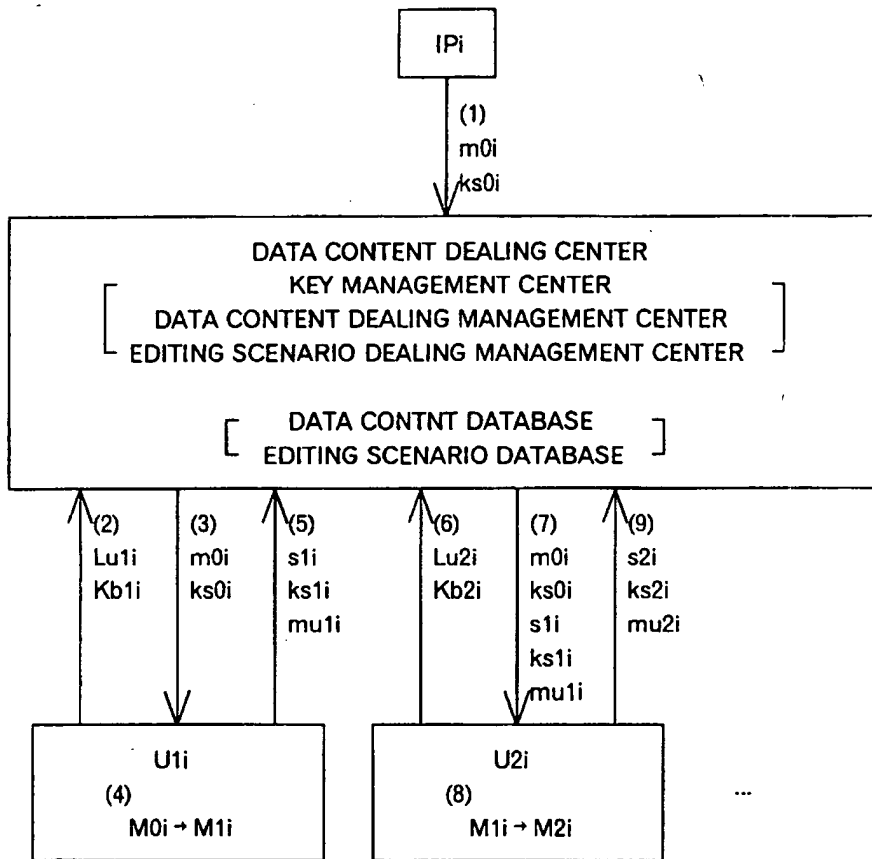 IPi
(1)
m0i
ks0i
DATA CONTENT DEALING CENTER
KEY MANAGEMENT CENTER
DATA CONTENT DEALING MANAGEMENT CENTER
EDITING SCENARIO DEALING MANAGEMENT CENTER
DATA CONTNT DATABASE
EDITING SCENARIO DATABASE
(2)
Lu1i
Kb1i
(3)
m0i
ks0i
(5)
s1i
ks1i
mu1i
(6)
Lu2i
Kb2i
(7)
m0i
ks0i
s1i
ks1i
mu1i
(9)
s2i
ks2i
mu2i
U1i
(4)
M0i → M1i
U2i
(8)
M1i → M2i
...